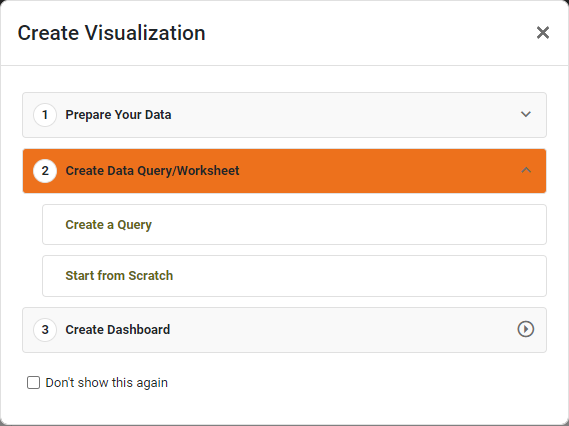 Create Visualization
1 Prepare Your Data
2 Create Data Query/Worksheet
Create a Query
Start from Scratch
3 Create Dashboard
Don't show this again